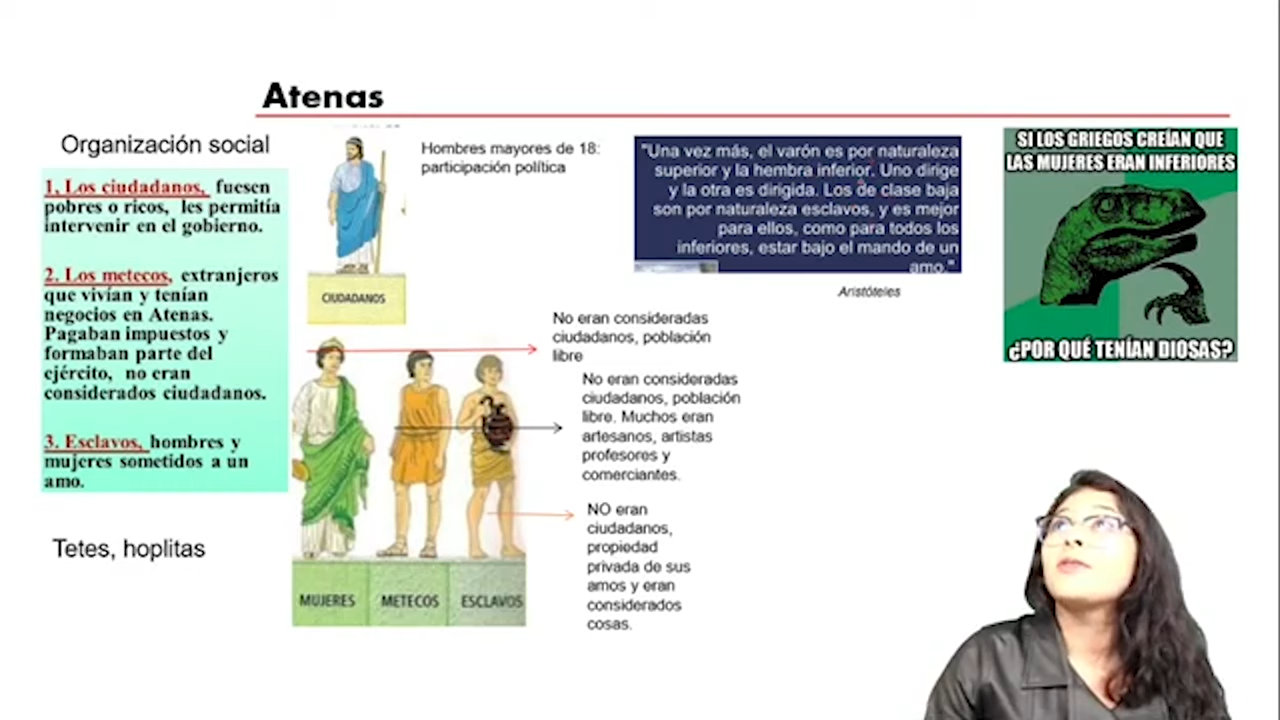 Atenas
Organización social
1. Los ciudadanos, fuesen
pobres o ricos, les permitía
intervenir en el gobierno.
2. Los metecos, extranjeros
que vivían y tenían
negocios en Atenas.
Pagaban impuestos y
formaban parte del
ejército, no eran
considerados ciudadanos.
3. Esclavos, hombres y
mujeres sometidos a un
amo.
Tetes, hoplitas
CIUDADANOS
Hombres mayores de 18:
participación política
"Una vez más, el varón es por naturaleza
superior y la hembra inferior. Uno dirige
y la otra es dirigida. Los de clase baja
son por naturaleza esclavos, y es mejor
para ellos, como para todos los
inferiores, estar bajo el mando de un
amo."
Aristóteles
SI LOS GRIEGOS CREÍAN QUE
LAS MUJERES ERAN INFERIORES
¿POR QUÉ TENÍAN DIOSAS?
No eran consideradas
ciudadanos, población
libre
No eran consideradas
ciudadanos, población
libre. Muchos eran
artesanos, artistas
profesores y
comerciantes.
NO eran
ciudadanos,
propiedad
privada de sus
amos y eran
considerados
cosas.
MUJERES
METECOS
ESCLAVOS